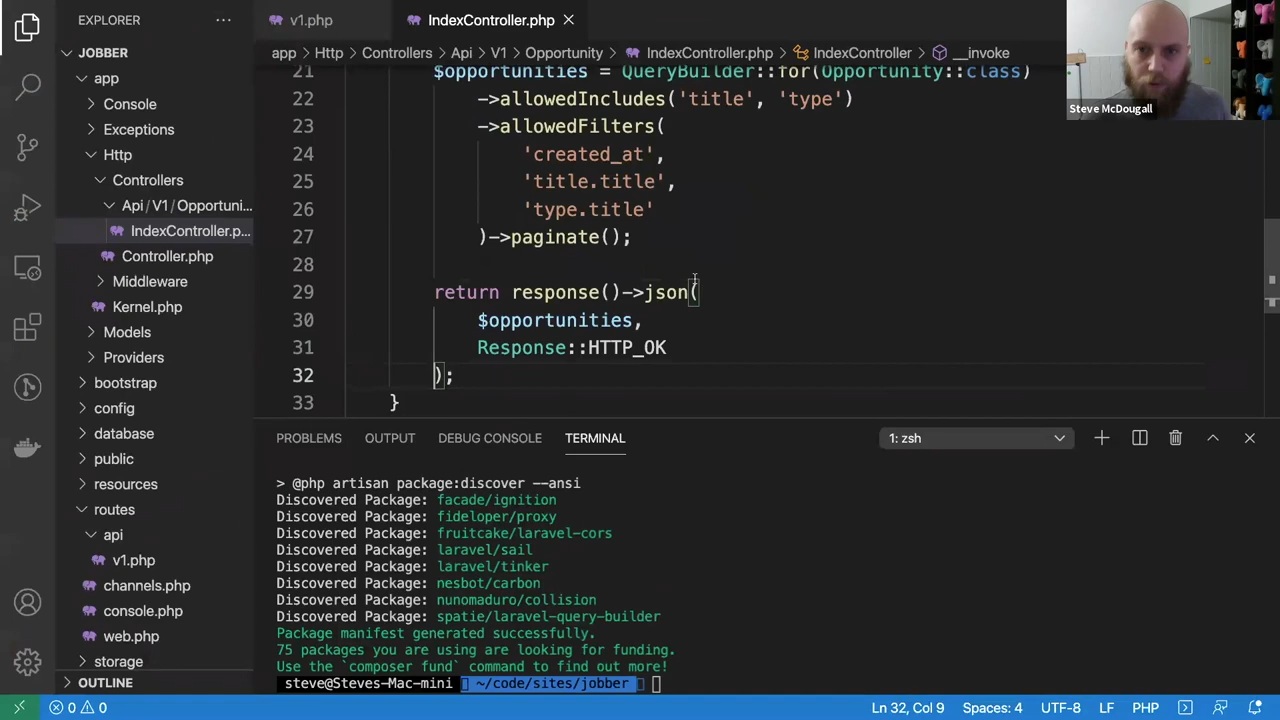 EXPLORER
JOBBER
app
Console
Exceptions
Http
Controllers
Api/V1/Opportuni...
IndexController.p...
Controller.php
Middleware
Kernel.php
Models
Providers
bootstrap
config
database
public
resources
routes
api
v1.php
channels.php
console.php
web.php
storage
OUTLINE
v1.php
IndexController.php
app > Http > Controllers > Api > V1 > Opportunity > IndexController.php > IndexController > __invoke
Steve McDougall
21 $opportunities = QueryBuilder::for(Opportunity::class)
22 ->allowedIncludes('title', 'type')
23 ->allowedFilters(
24 'created_at',
25 'title.title',
26 'type.title'
27 )->paginate();
28
29 return response()->json(
30 $opportunities,
31 Response::HTTP_OK
32 );
33 }
PROBLEMS OUTPUT DEBUG CONSOLE TERMINAL 1: zsh
> @php artisan package:discover --ansi
Discovered Package: facade/ignition
Discovered Package: fideloper/proxy
Discovered Package: fruitcake/laravel-cors
Discovered Package: laravel/sail
Discovered Package: laravel/tinker
Discovered Package: nesbot/carbon
Discovered Package: nunomaduro/collision
Discovered Package: spatie/laravel-query-builder
Package manifest generated successfully.
75 packages you are using are looking for funding.
Use the `composer fund` command to find out more!
steve@Steves-Mac-mini ~/code/sites/jobber
0 0 Ln 32, Col 9 Spaces: 4 UTF-8 LF PHP